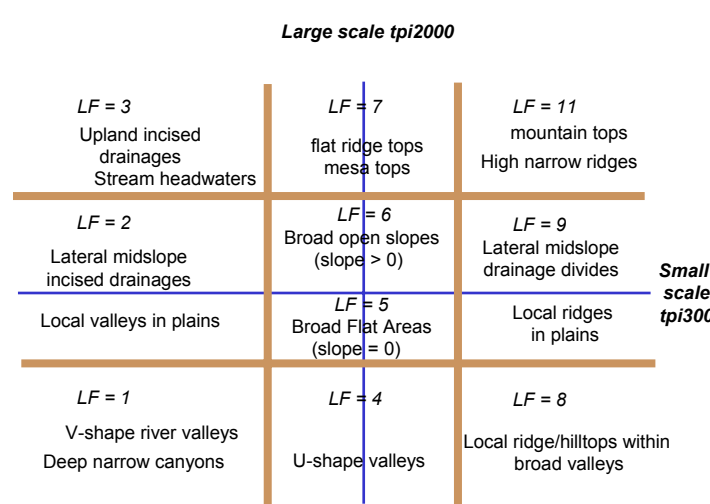 Large scale tpi2000
LF = 3
Upland incised
drainages
Stream headwaters
LF = 7
flat ridge tops
mesa tops
LF = 11
mountain tops
High narrow ridges
LF = 2
Lateral midslope
incised drainages
Local valleys in plains
LF = 6
Broad open slopes
(slope > 0)
LF = 5
Broad Flat Areas
(slope = 0)
LF = 9
Lateral midslope
drainage divides
Local ridges
in plains
Small
scale
tpi300
LF = 1
V-shape river valleys
Deep narrow canyons
LF = 4
U-shape valleys
LF = 8
Local ridge/hilltops within
broad valleys